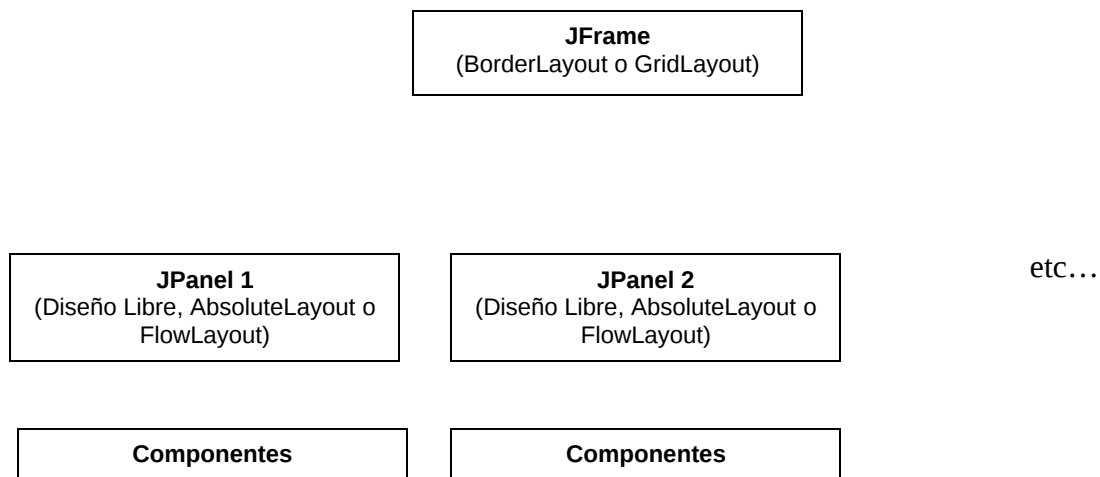 JFrame
(BorderLayout o GridLayout)
JPanel 1
(Diseño Libre, AbsoluteLayout o
FlowLayout)
JPanel 2
(Diseño Libre, AbsoluteLayout o
FlowLayout)
etc…
Componentes
Componentes